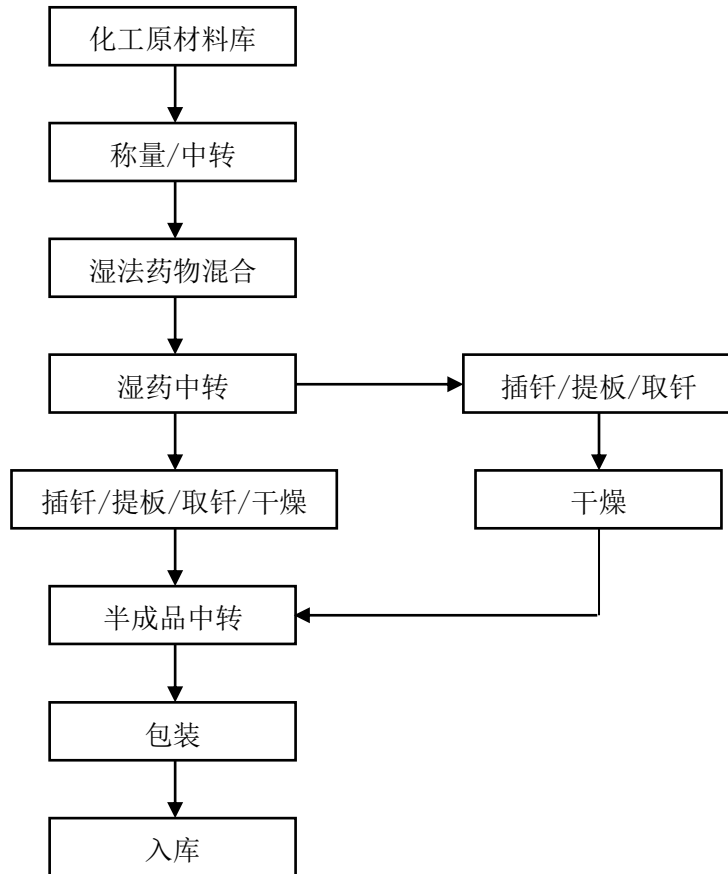 化工原材料库
称量/中转
湿法药物混合
湿药中转
插钎/提板/取钎
插钎/提板/取钎/干燥
干燥
半成品中转
包装
入库